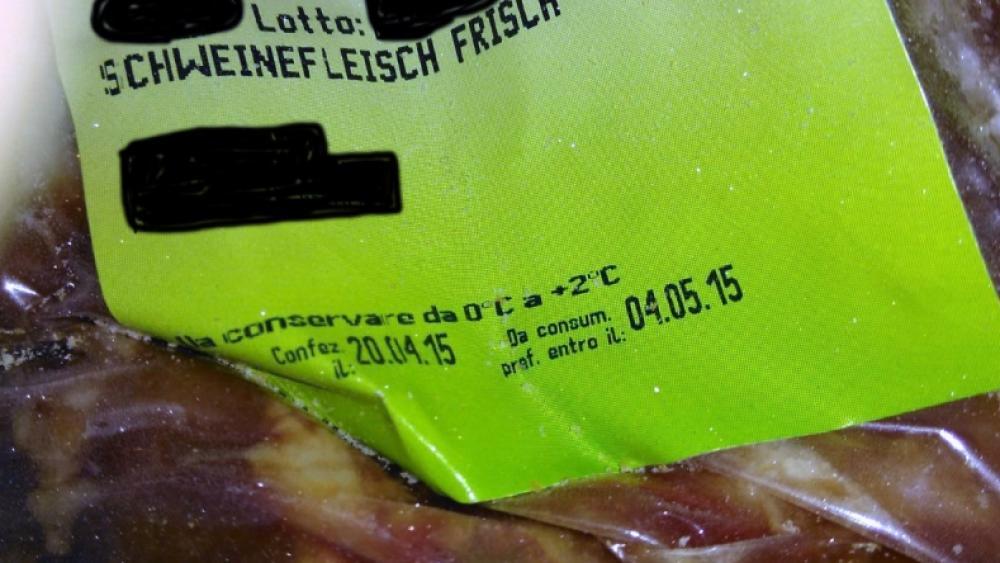 Lotto:
SCHWEINEFLEISCH FRISCH
conservare da 0°C a +2°C
Confez. il: 20.04.15
Da consum. pref. entro il: 04.05.15